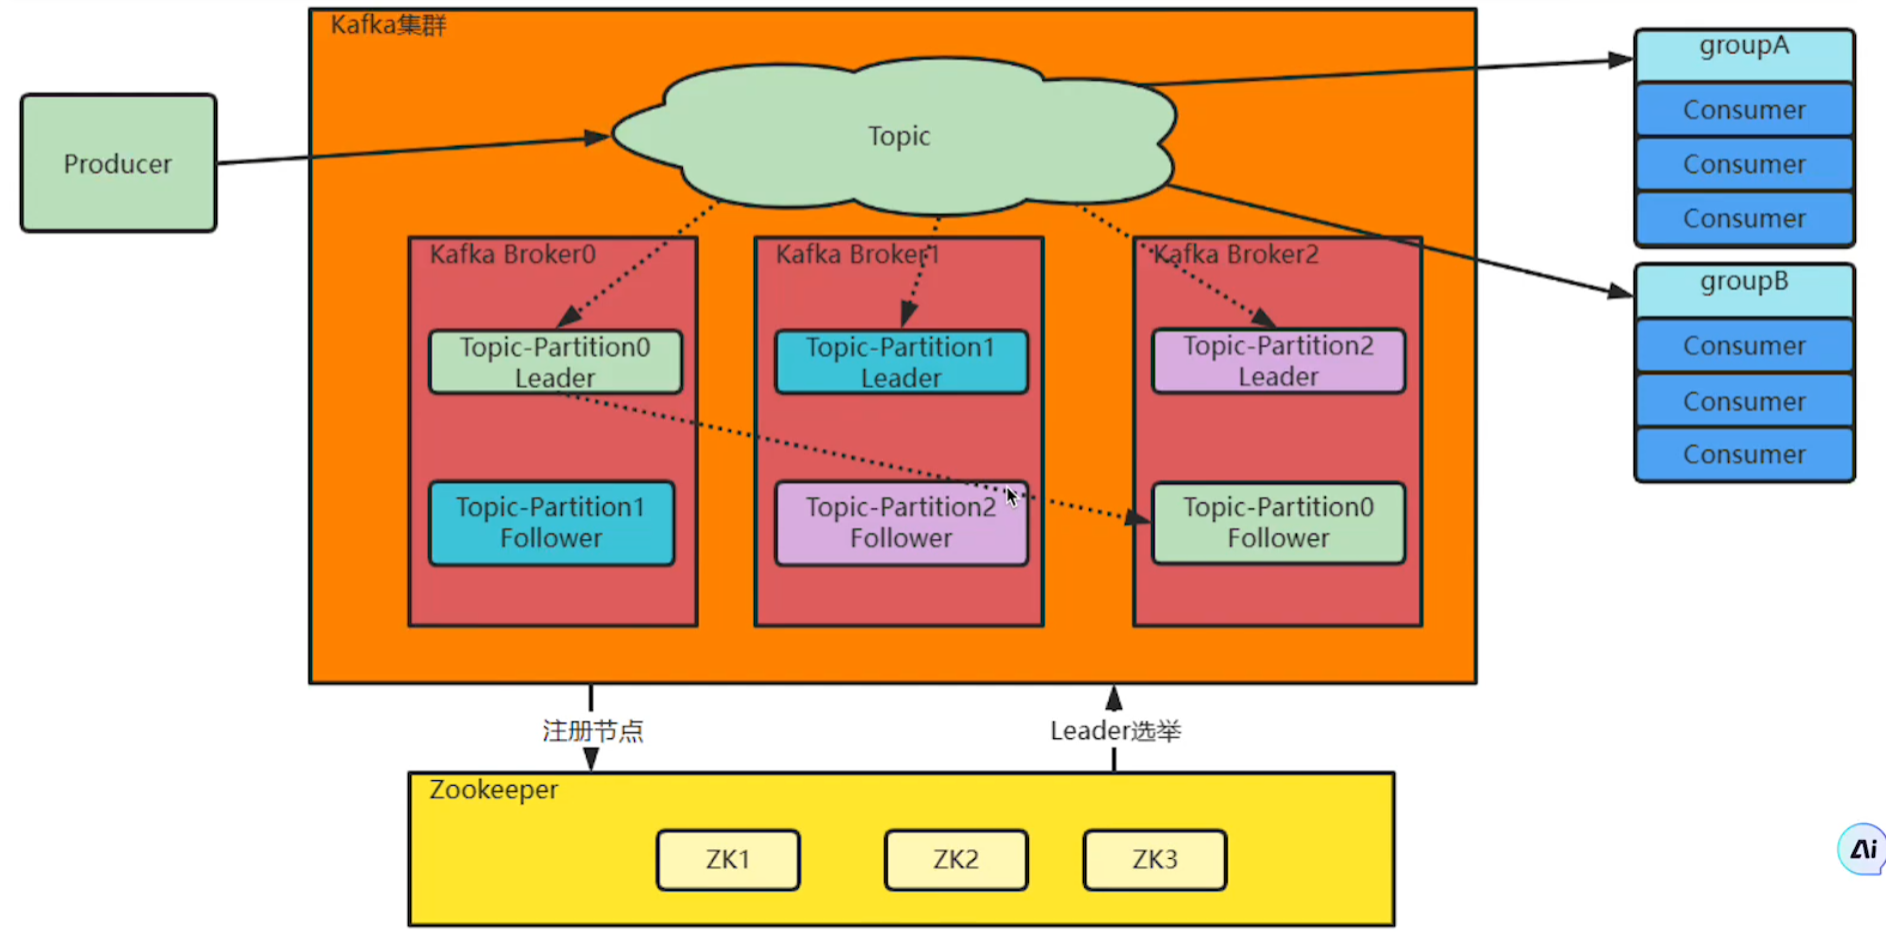 Kafka集群
Producer
Topic
groupA
Consumer
Consumer
Consumer
groupB
Consumer
Consumer
Consumer
Kafka Broker0
Topic-Partition0
Leader
Topic-Partition1
Follower
Kafka Broker1
Topic-Partition1
Leader
Topic-Partition2
Follower
Kafka Broker2
Topic-Partition2
Leader
Topic-Partition0
Follower
注册节点
Leader选举
Zookeeper
ZK1
ZK2
ZK3
Ai